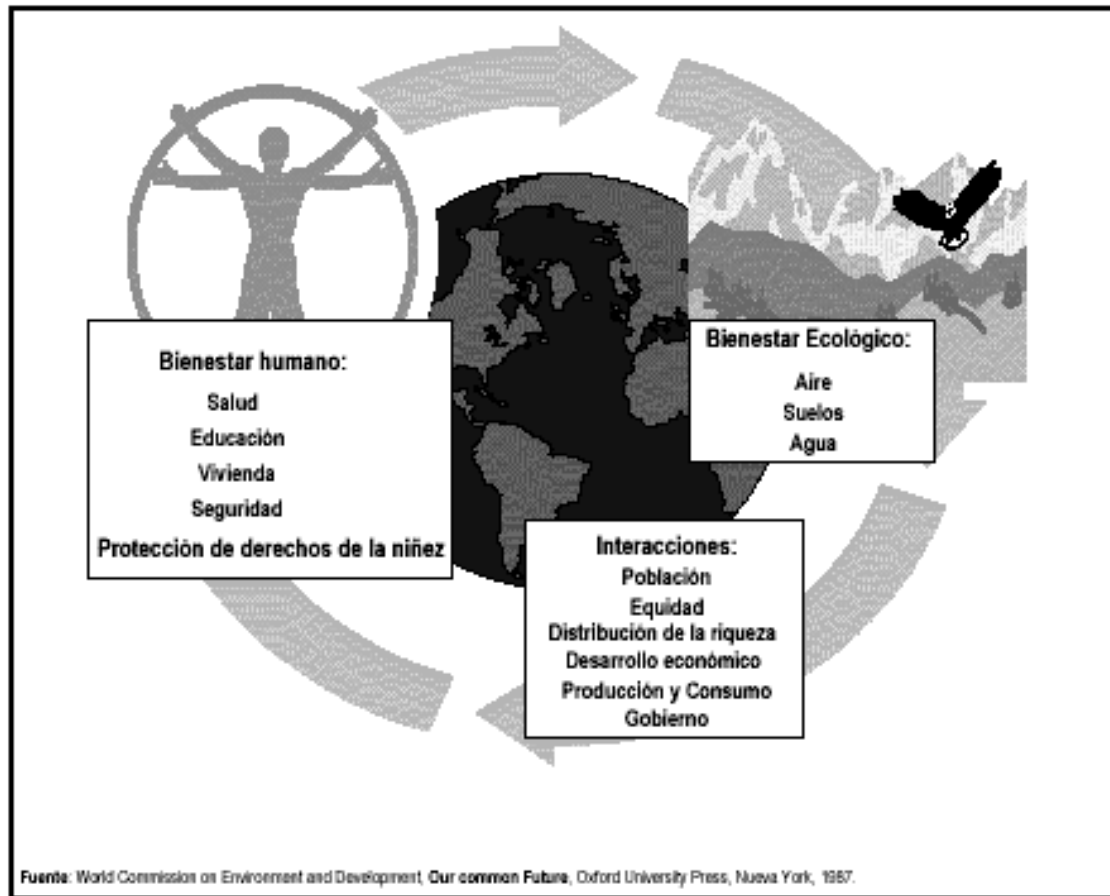 Bienestar humano:
Salud
Educación
Vivienda
Seguridad
Protección de derechos de la niñez
Bienestar Ecológico:
Aire
Suelos
Agua
Interacciones:
Población
Equidad
Distribución de la riqueza
Desarrollo económico
Producción y Consumo
Gobierno
Fuente: World Commission on Environment and Development, Our common Future, Oxford University Press, Nueva York, 1987.